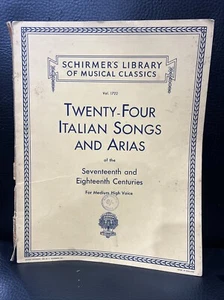 SCHIRMER'S LIBRARY
OF MUSICAL CLASSICS
Vol. 1722
TWENTY-FOUR
ITALIAN SONGS
AND ARIAS
of the
Seventeenth and
Eighteenth Centuries
For Medium High Voice